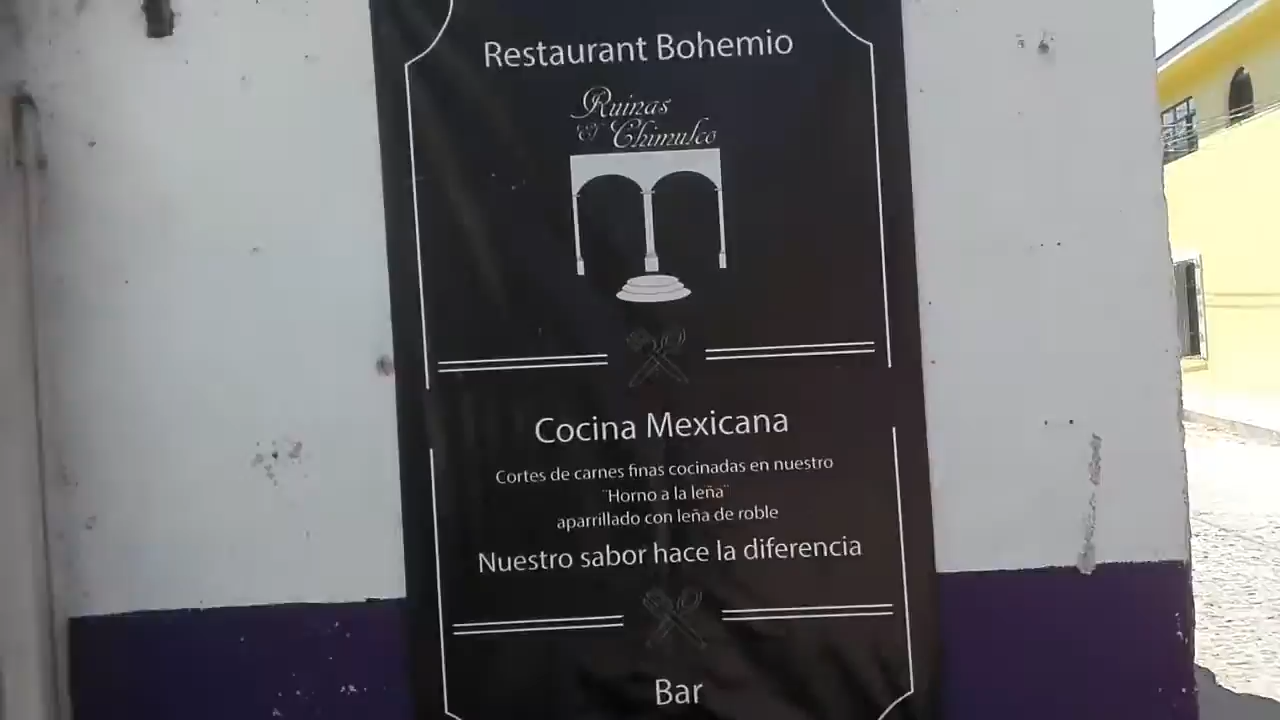 Restaurant Bohemio
Ruinas
El Chimulco
Cocina Mexicana
Cortes de carnes finas cocinadas en nuestro
¨Horno a la leña¨
aparrillado con leña de roble
Nuestro sabor hace la diferencia
Bar